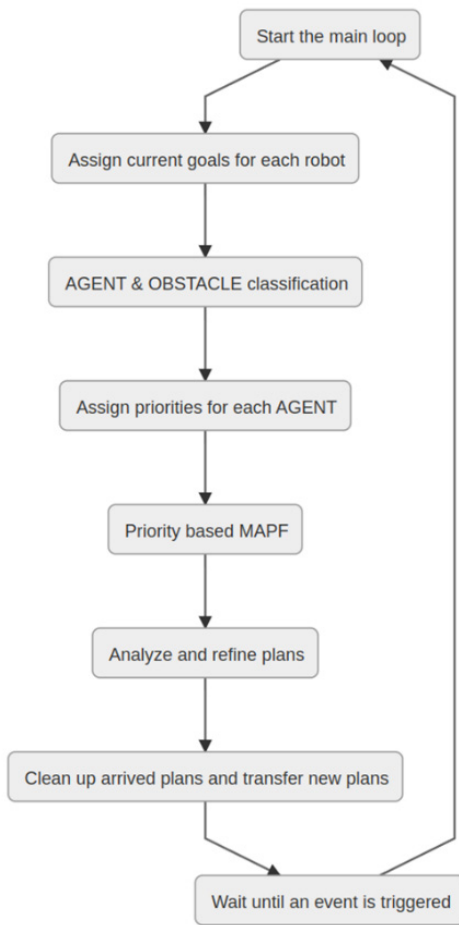 Start the main loop
Assign current goals for each robot
AGENT & OBSTACLE classification
Assign priorities for each AGENT
Priority based MAPF
Analyze and refine plans
Clean up arrived plans and transfer new plans
Wait until an event is triggered